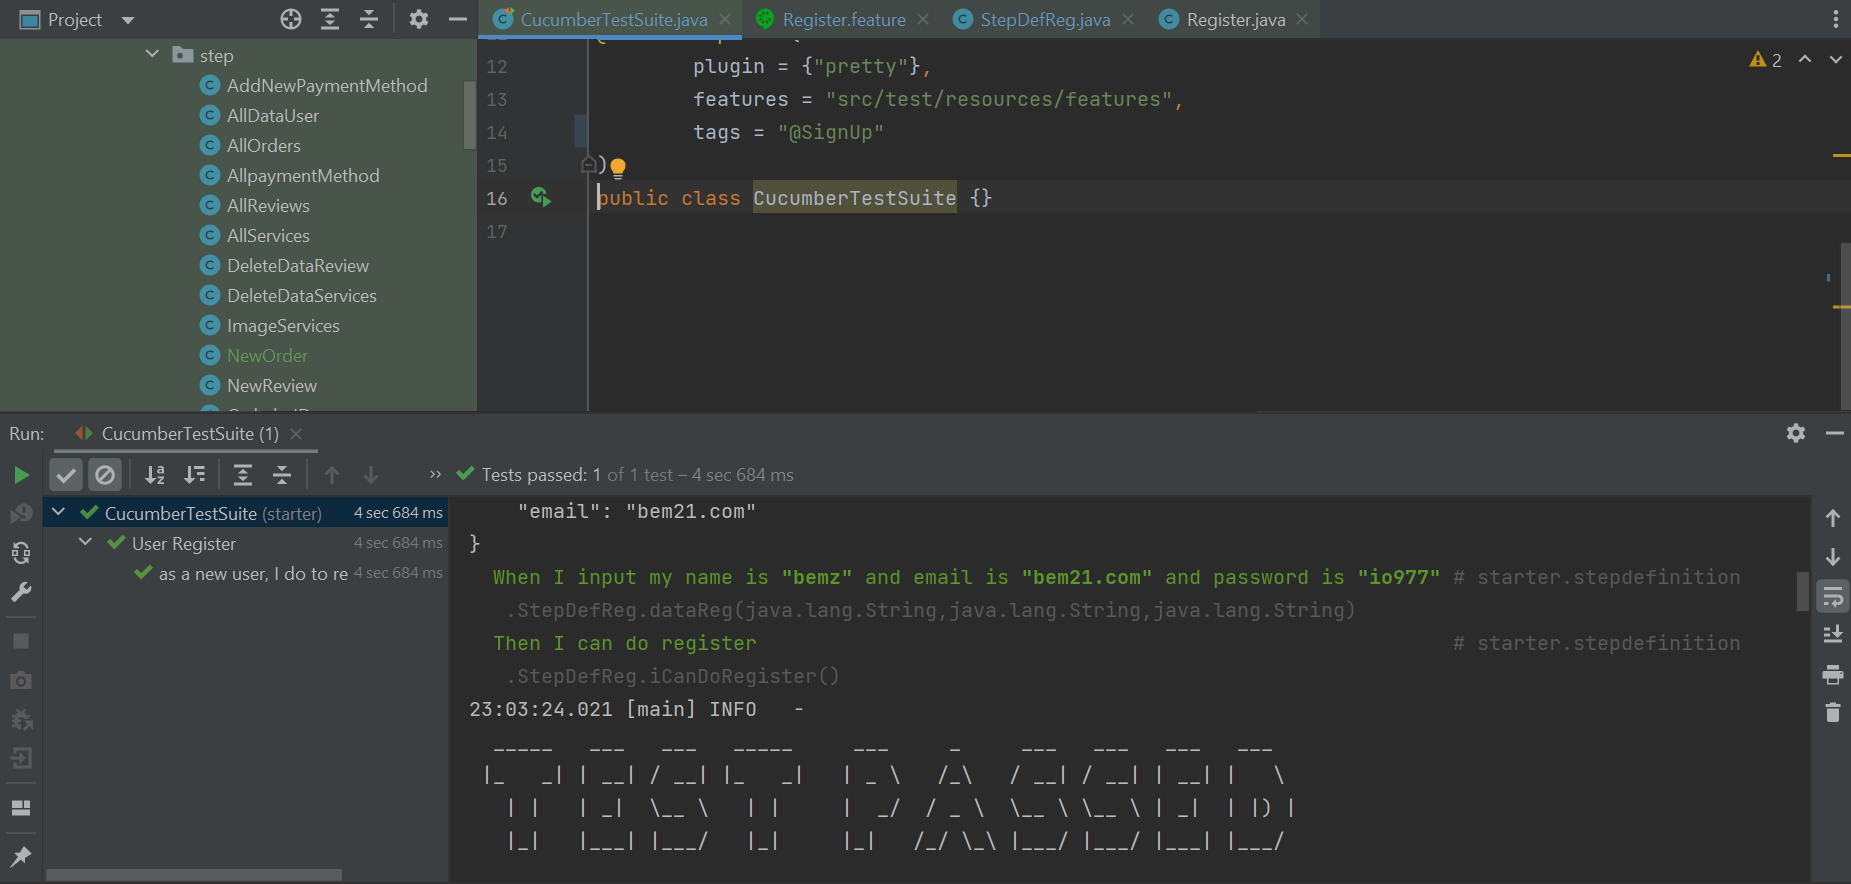 Project
CucumberTestSuite.java
Register.feature
StepDefReg.java
Register.java
step
AddNewPaymentMethod
AllDataUser
AllOrders
AllpaymentMethod
AllReviews
AllServices
DeleteDataReview
DeleteDataServices
ImageServices
NewOrder
NewReview
12 plugin = {"pretty"},
13 features = "src/test/resources/features",
14 tags = "@SignUp"
15 )
16 public class CucumberTestSuite {}
17
2
Run: CucumberTestSuite (1)
Tests passed: 1 of 1 test – 4 sec 684 ms
CucumberTestSuite (starter) 4 sec 684 ms
User Register 4 sec 684 ms
as a new user, I do to re 4 sec 684 ms
"email": "bem21.com"
}
When I input my name is "bemz" and email is "bem21.com" and password is "io977" # starter.stepdefinition
.StepDefReg.dataReg(java.lang.String,java.lang.String,java.lang.String)
Then I can do register # starter.stepdefinition
.StepDefReg.iCanDoRegister()
23:03:24.021 [main] INFO -
TEST PASSED